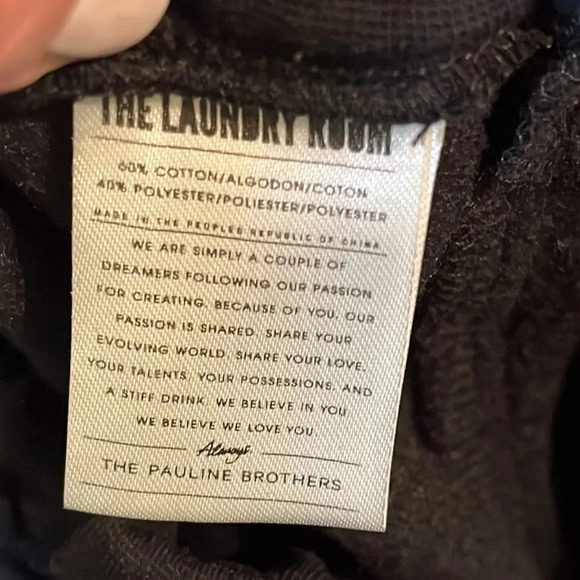 THE LAUNDRY ROOM
60% COTTON/ALGODON/COTON
40% POLYESTER/POLIESTER/POLYESTER
MADE IN THE PEOPLES REPUBLIC OF CHINA
WE ARE SIMPLY A COUPLE OF
DREAMERS FOLLOWING OUR PASSION
FOR CREATING. BECAUSE OF YOU, OUR
PASSION IS SHARED. SHARE YOUR
EVOLVING WORLD, SHARE YOUR LOVE,
YOUR TALENTS, YOUR POSSESSIONS, AND
A STIFF DRINK. WE BELIEVE IN YOU,
WE BELIEVE WE LOVE YOU.
Always,
THE PAULINE BROTHERS